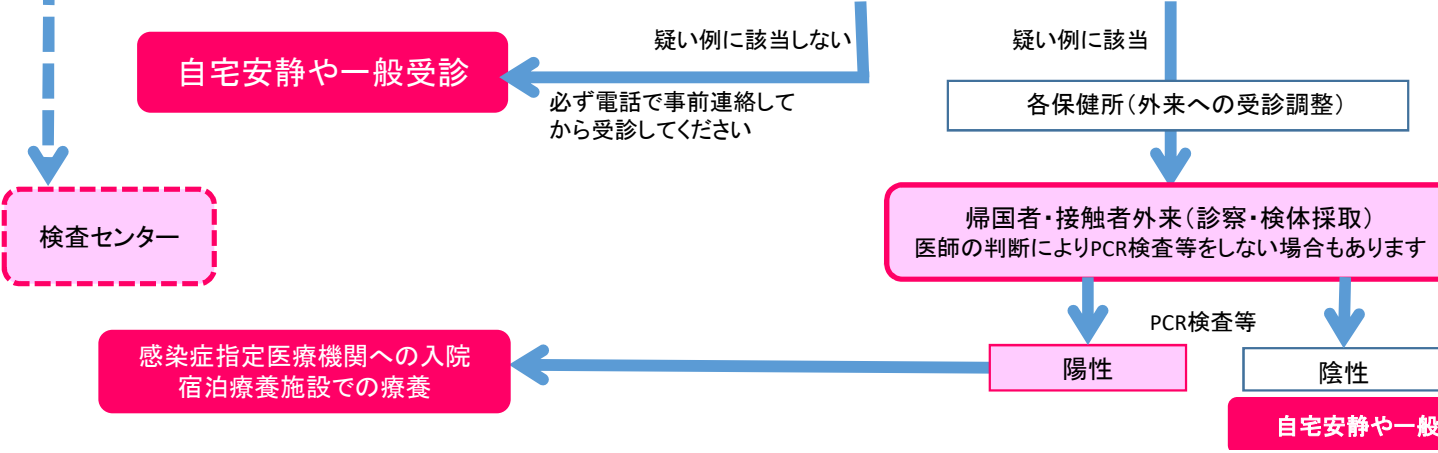 疑い例に該当しない
疑い例に該当
自宅安静や一般受診
必ず電話で事前連絡して
から受診してください
各保健所(外来への受診調整)
検査センター
帰国者・接触者外来(診察・検体採取)
医師の判断によりPCR検査等をしない場合もあります
PCR検査等
感染症指定医療機関への入院
宿泊療養施設での療養
陽性
陰性
自宅安静や一般